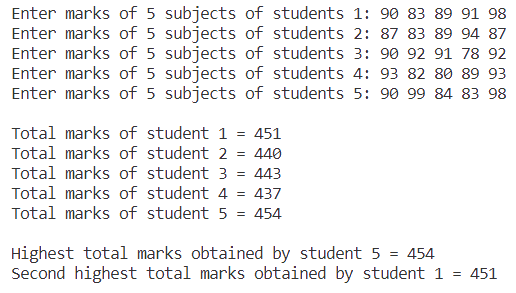 Enter marks of 5 subjects of students 1: 90 83 89 91 98
Enter marks of 5 subjects of students 2: 87 83 89 94 87
Enter marks of 5 subjects of students 3: 90 92 91 78 92
Enter marks of 5 subjects of students 4: 93 82 80 89 93
Enter marks of 5 subjects of students 5: 90 99 84 83 98
Total marks of student 1 = 451
Total marks of student 2 = 440
Total marks of student 3 = 443
Total marks of student 4 = 437
Total marks of student 5 = 454
Highest total marks obtained by student 5 = 454
Second highest total marks obtained by student 1 = 451